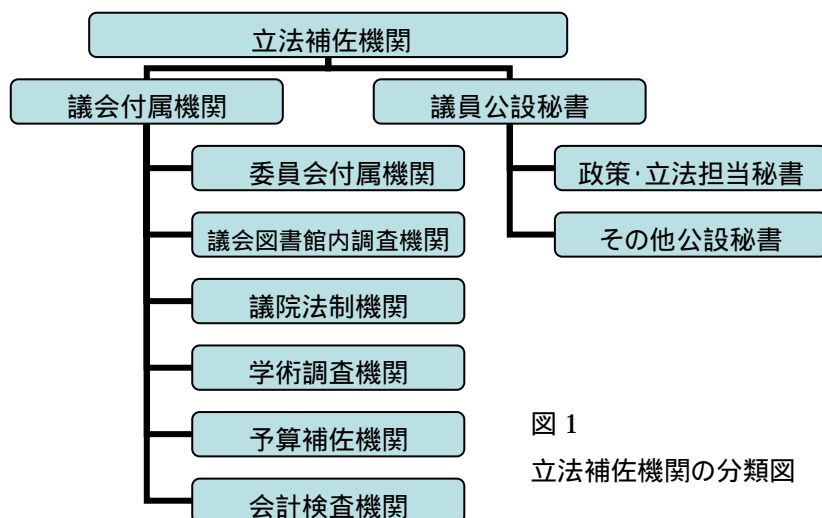 立法補佐機関
議会付属機関
議員公設秘書
委員会付属機関
議会図書館内調査機関
議院法制機関
学術調査機関
予算補佐機関
会計検査機関
政策·立法担当秘書
その他公設秘書
図 1
立法補佐機関の分類図